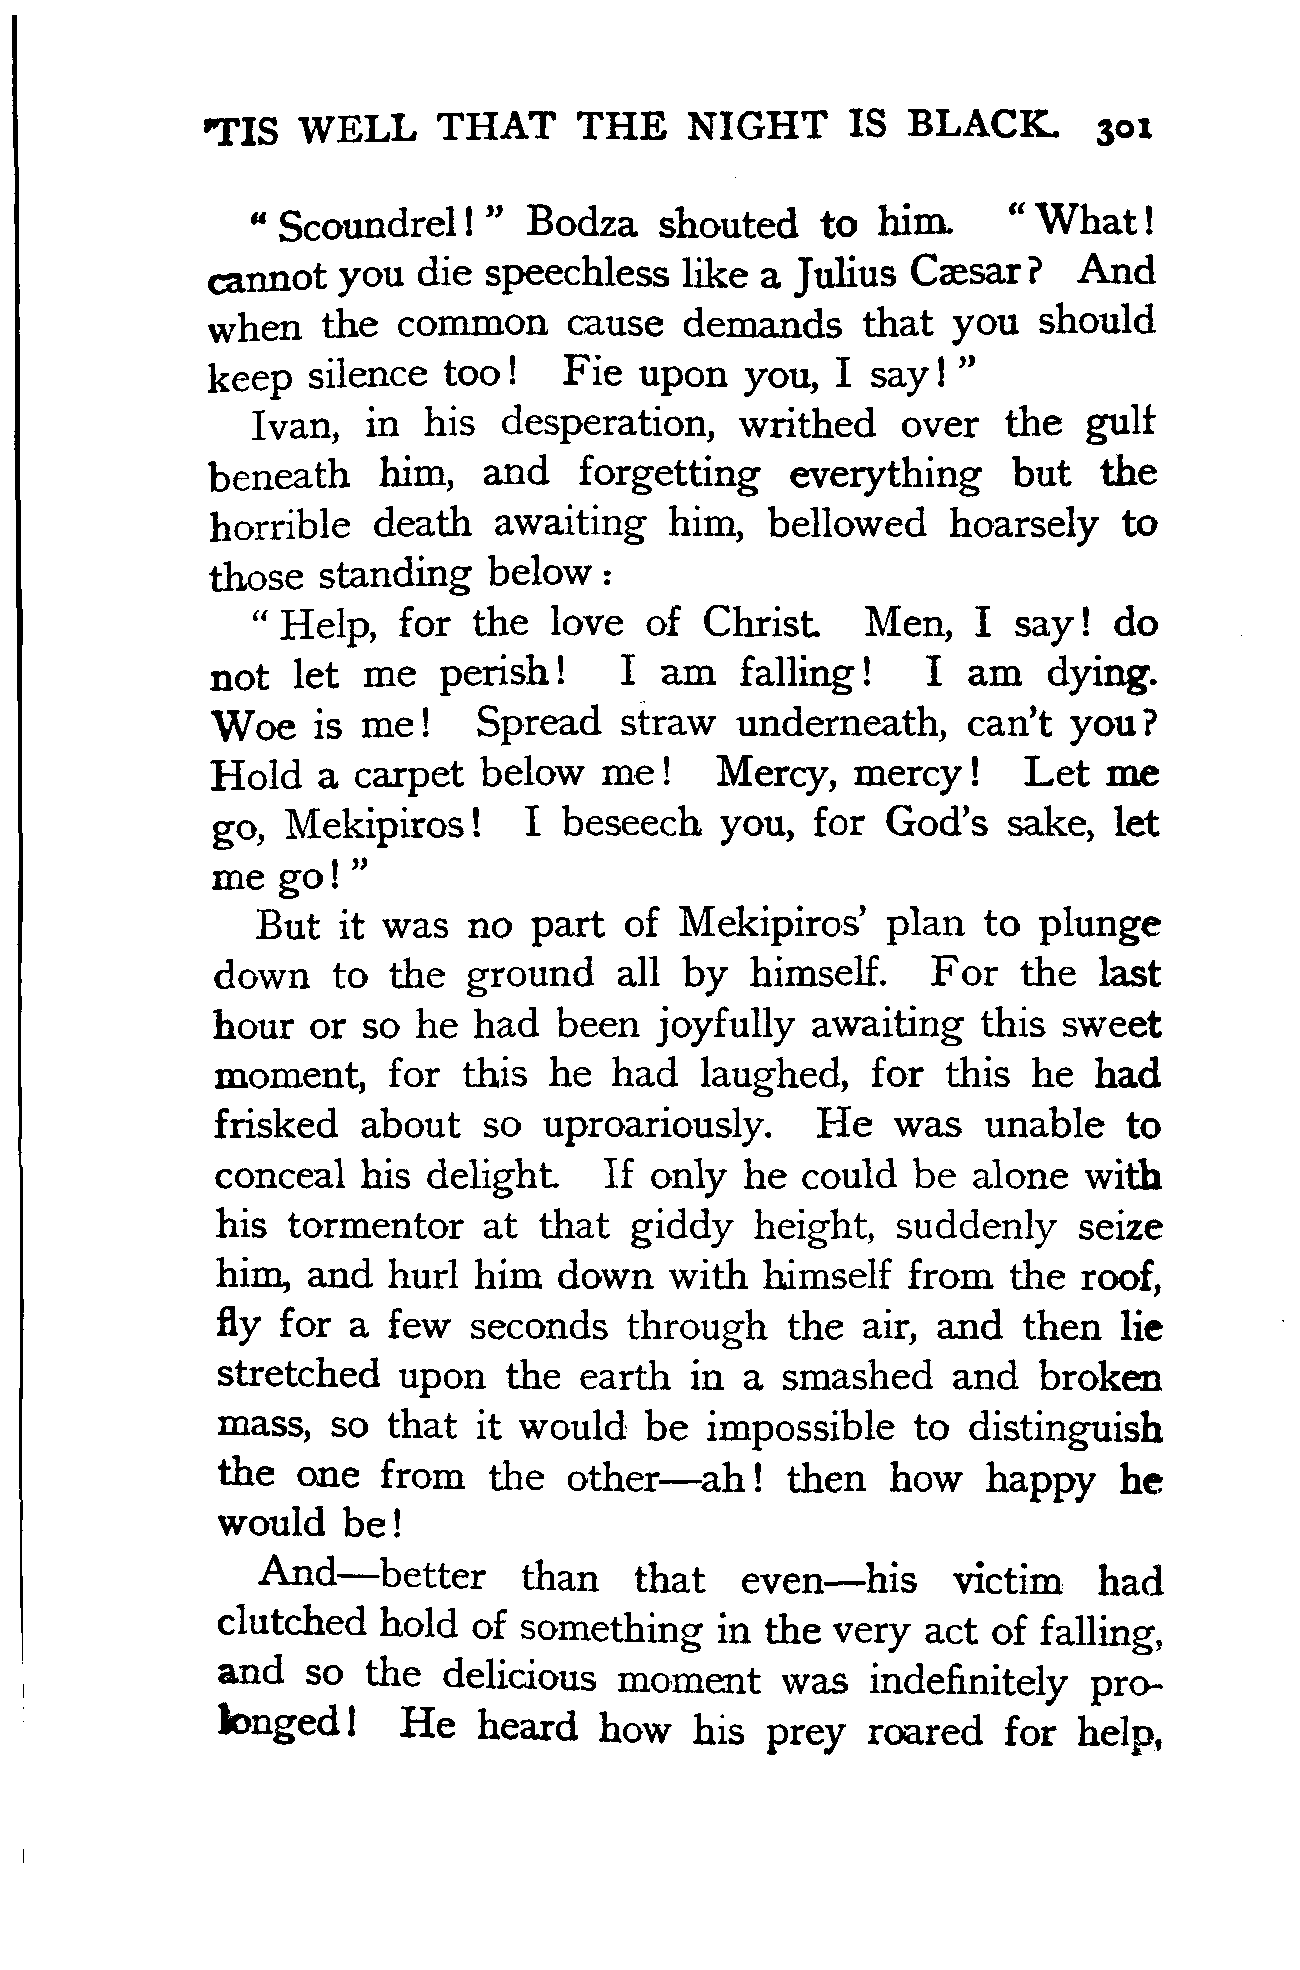 'TIS WELL THAT THE NIGHT IS BLACK. 301
" Scoundrel! " Bodza shouted to him. " What!
cannot you die speechless like a Julius Cæsar? And
when the common cause demands that you should
keep silence too! Fie upon you, I say! "
Ivan, in his desperation, writhed over the gulf
beneath him, and forgetting everything but the
horrible death awaiting him, bellowed hoarsely to
those standing below :
" Help, for the love of Christ. Men, I say! do
not let me perish! I am falling! I am dying.
Woe is me! Spread straw underneath, can't you?
Hold a carpet below me! Mercy, mercy! Let me
go, Mekipiros! I beseech you, for God's sake, let
me go! "
But it was no part of Mekipiros' plan to plunge
down to the ground all by himself. For the last
hour or so he had been joyfully awaiting this sweet
moment, for this he had laughed, for this he had
frisked about so uproariously. He was unable to
conceal his delight. If only he could be alone with
his tormentor at that giddy height, suddenly seize
him, and hurl him down with himself from the roof,
fly for a few seconds through the air, and then lie
stretched upon the earth in a smashed and broken
mass, so that it would be impossible to distinguish
the one from the other—ah! then how happy he
would be!
And—better than that even—his victim had
clutched hold of something in the very act of falling,
and so the delicious moment was indefinitely pro-
longed! He heard how his prey roared for help,